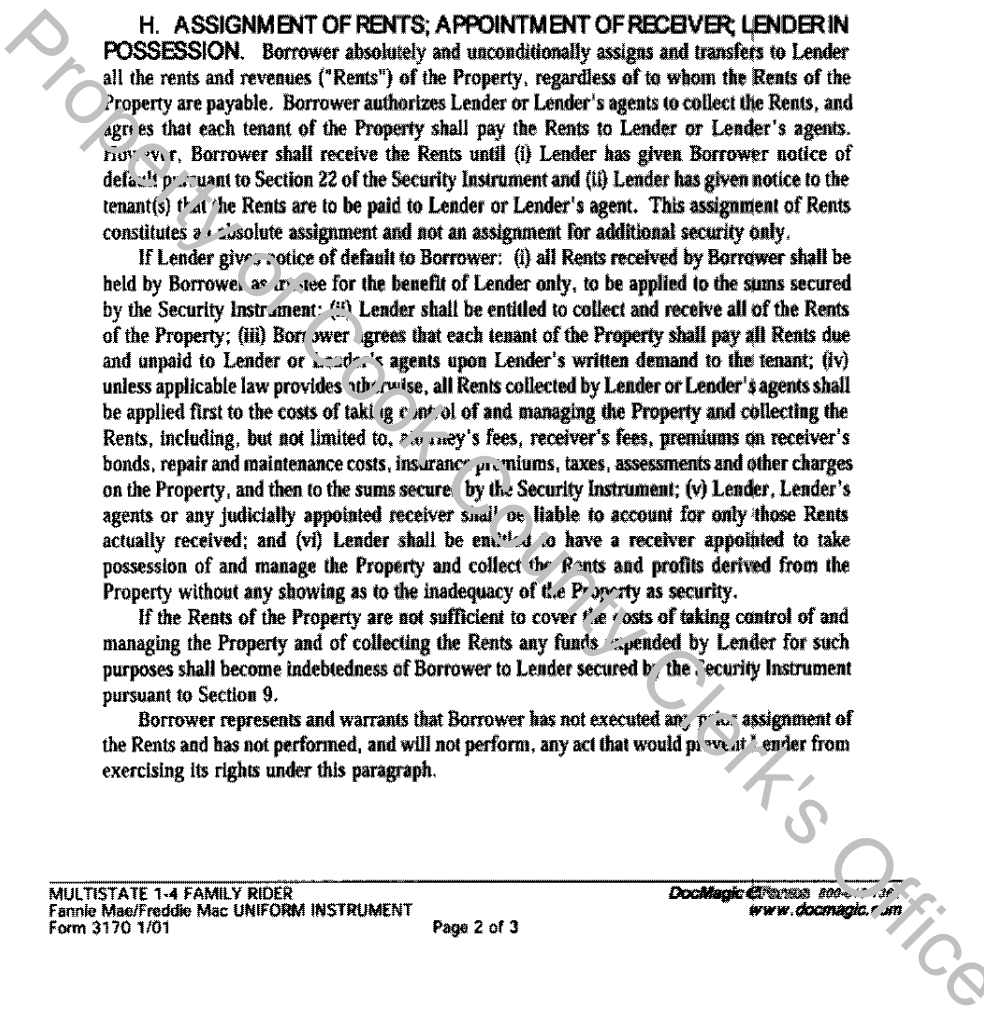 H. ASSIGNMENT OF RENTS; APPOINTMENT OF RECEIVER; LENDER IN
POSSESSION. Borrower absolutely and unconditionally assigns and transfers to Lender
all the rents and revenues ("Rents") of the Property, regardless of to whom the Rents of the
Property are payable. Borrower authorizes Lender or Lender's agents to collect the Rents, and
agrees that each tenant of the Property shall pay the Rents to Lender or Lender's agents.
However, Borrower shall receive the Rents until (i) Lender has given Borrower notice of
default pursuant to Section 22 of the Security Instrument and (ii) Lender has given notice to the
tenant(s) that the Rents are to be paid to Lender or Lender's agent. This assignment of Rents
constitutes an absolute assignment and not an assignment for additional security only.
If Lender gives notice of default to Borrower: (i) all Rents received by Borrower shall be
held by Borrower as trustee for the benefit of Lender only, to be applied to the sums secured
by the Security Instrument; (ii) Lender shall be entitled to collect and receive all of the Rents
of the Property; (iii) Borrower agrees that each tenant of the Property shall pay all Rents due
and unpaid to Lender or Lender's agents upon Lender's written demand to the tenant; (iv)
unless applicable law provides otherwise, all Rents collected by Lender or Lender's agents shall
be applied first to the costs of taking control of and managing the Property and collecting the
Rents, including, but not limited to, attorney's fees, receiver's fees, premiums on receiver's
bonds, repair and maintenance costs, insurance premiums, taxes, assessments and other charges
on the Property, and then to the sums secured by the Security Instrument; (v) Lender, Lender's
agents or any judicially appointed receiver shall be liable to account for only those Rents
actually received; and (vi) Lender shall be entitled to have a receiver appointed to take
possession of and manage the Property and collect the Rents and profits derived from the
Property without any showing as to the inadequacy of the Property as security.
If the Rents of the Property are not sufficient to cover the costs of taking control of and
managing the Property and of collecting the Rents any funds expended by Lender for such
purposes shall become indebtedness of Borrower to Lender secured by the Security Instrument
pursuant to Section 9.
Borrower represents and warrants that Borrower has not executed any prior assignment of
the Rents and has not performed, and will not perform, any act that would prevent Lender from
exercising its rights under this paragraph.
Property of Cook County Clerk's Office
MULTISTATE 1-4 FAMILY RIDER
Fannie Mae/Freddie Mac UNIFORM INSTRUMENT
Form 3170 1/01
Page 2 of 3
DocMagic
www.docmagic.com